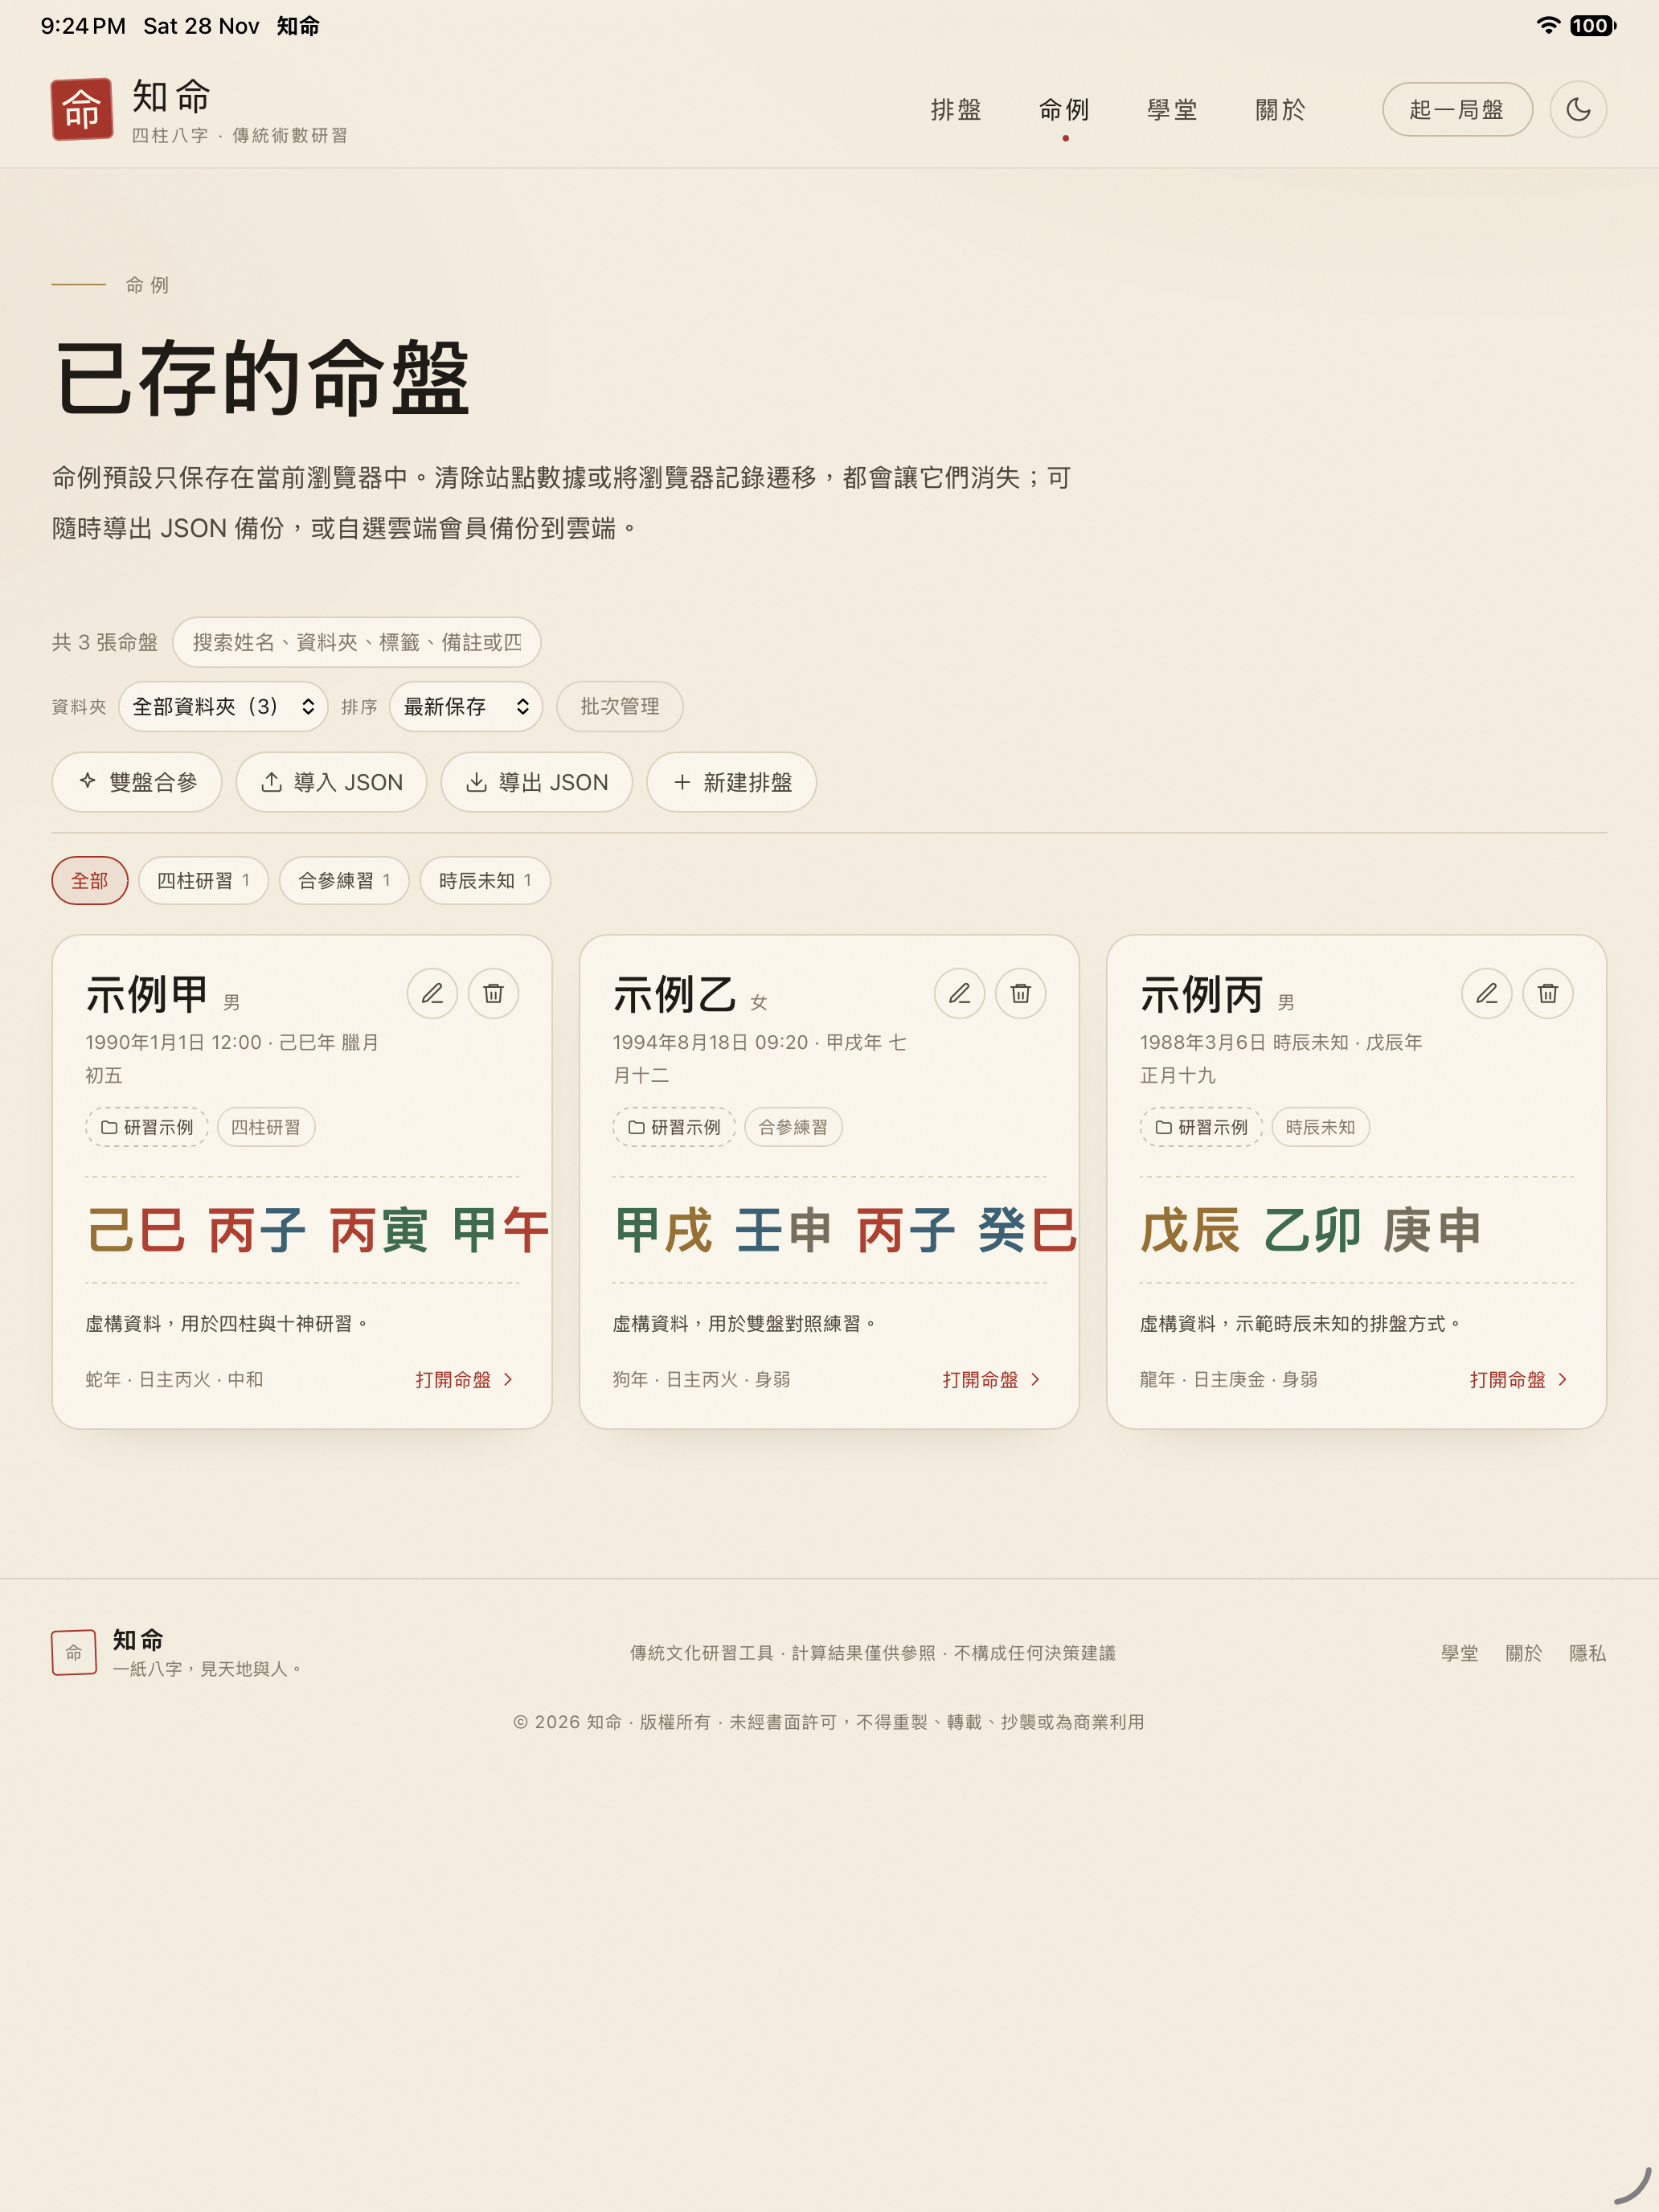 9:24 PM Sat 28 Nov 知命
100
命
知命
四柱八字 · 傳統術數研習
排盤 命例 學堂 關於 起一局盤
命例
已存的命盤
命例預設只保存在當前瀏覽器中。清除站點數據或將瀏覽器記錄遷移，都會讓它們消失；可
隨時導出 JSON 備份，或自選雲端會員備份到雲端。
共 3 張命盤 搜索姓名、資料夾、標籤、備註或四
資料夾 全部資料夾（3） 排序 最新保存 批次管理
雙盤合參 導入 JSON 導出 JSON 新建排盤
全部 四柱研習 1 合參練習 1 時辰未知 1
示例甲 男
1990年1月1日 12:00 · 己巳年 臘月
初五
研習示例 四柱研習
己巳 丙子 丙寅 甲午
虛構資料，用於四柱與十神研習。
蛇年 · 日主丙火 · 中和 打開命盤
示例乙 女
1994年8月18日 09:20 · 甲戌年 七
月十二
研習示例 合參練習
甲戌 壬申 丙子 癸巳
虛構資料，用於雙盤對照練習。
狗年 · 日主丙火 · 身弱 打開命盤
示例丙 男
1988年3月6日 時辰未知 · 戊辰年
正月十九
研習示例 時辰未知
戊辰 乙卯 庚申
虛構資料，示範時辰未知的排盤方式。
龍年 · 日主庚金 · 身弱 打開命盤
命
知命
一紙八字，見天地與人。
傳統文化研習工具 · 計算結果僅供參照 · 不構成任何決策建議
學堂 關於 隱私
© 2026 知命 · 版權所有 · 未經書面許可，不得重製、轉載、抄襲或為商業利用